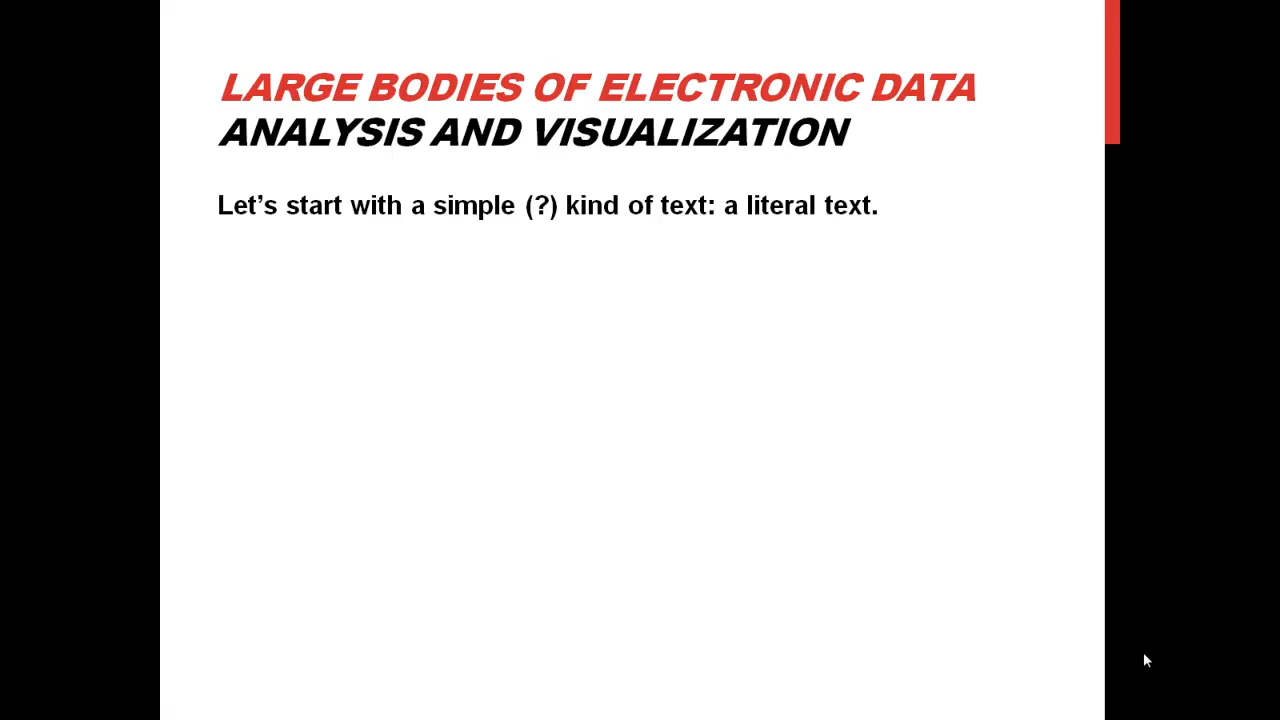 LARGE BODIES OF ELECTRONIC DATA
ANALYSIS AND VISUALIZATION
Let’s start with a simple (?) kind of text: a literal text.